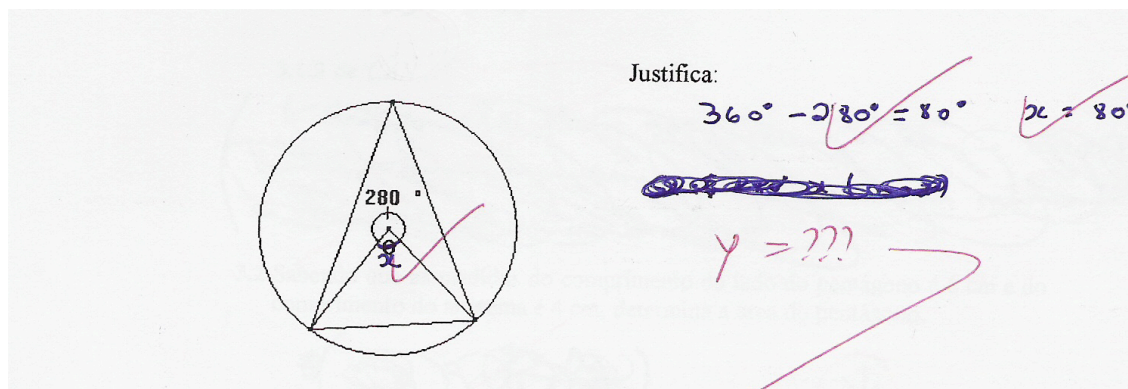 Justifica:
360° - 280° = 80° x = 80°
280 °
x
y = ???